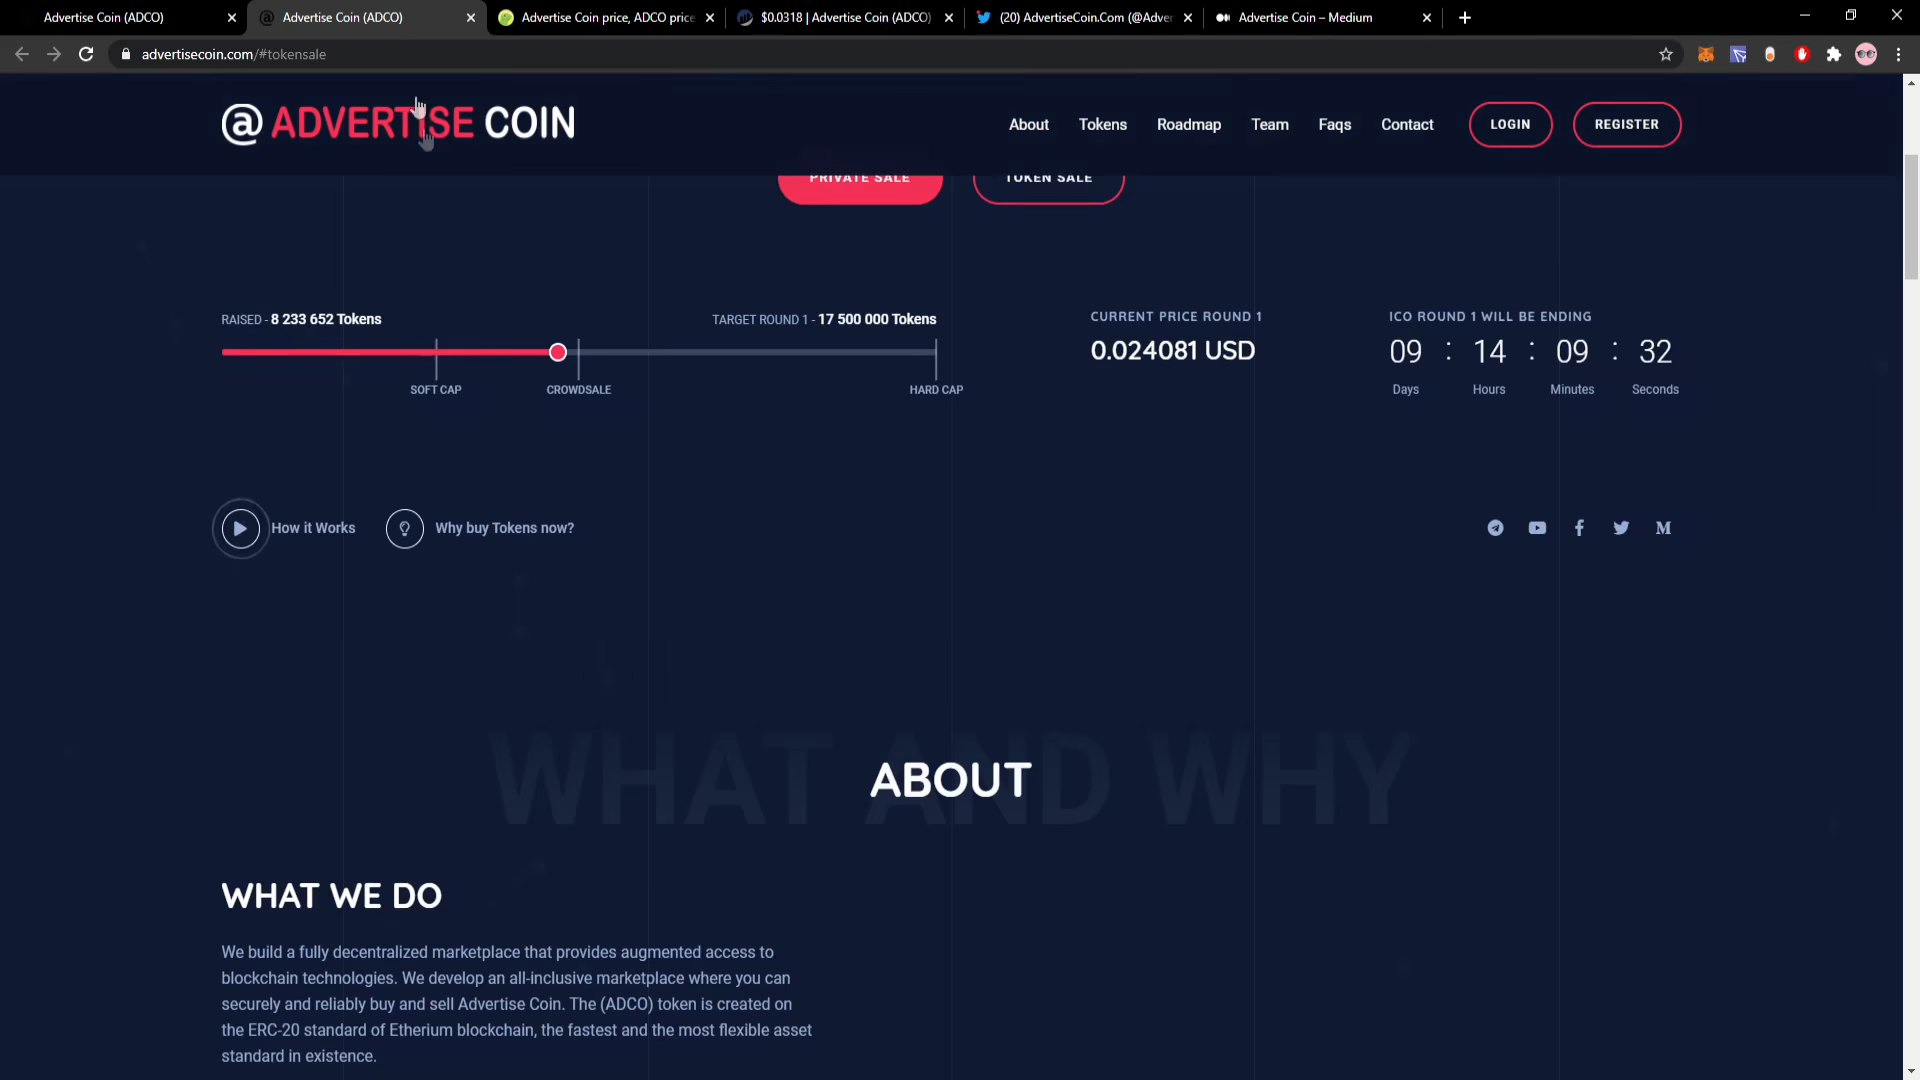 Advertise Coin (ADCO)
Advertise Coin (ADCO)
Advertise Coin price, ADCO price
$0.0318 | Advertise Coin (ADCO)
(20) AdvertiseCoin.Com (@Adver
Advertise Coin – Medium
advertisecoin.com/#tokensale
@ ADVERTISE COIN
About
Tokens
Roadmap
Team
Faqs
Contact
LOGIN
REGISTER
PRIVATE SALE
TOKEN SALE
RAISED - 8 233 652 Tokens
TARGET ROUND 1 - 17 500 000 Tokens
SOFT CAP
CROWDSALE
HARD CAP
CURRENT PRICE ROUND 1
0.024081 USD
ICO ROUND 1 WILL BE ENDING
09 : 14 : 09 : 32
Days Hours Minutes Seconds
How it Works
Why buy Tokens now?
WHAT AND WHY
ABOUT
WHAT WE DO
We build a fully decentralized marketplace that provides augmented access to
blockchain technologies. We develop an all-inclusive marketplace where you can
securely and reliably buy and sell Advertise Coin. The (ADCO) token is created on
the ERC-20 standard of Etherium blockchain, the fastest and the most flexible asset
standard in existence.